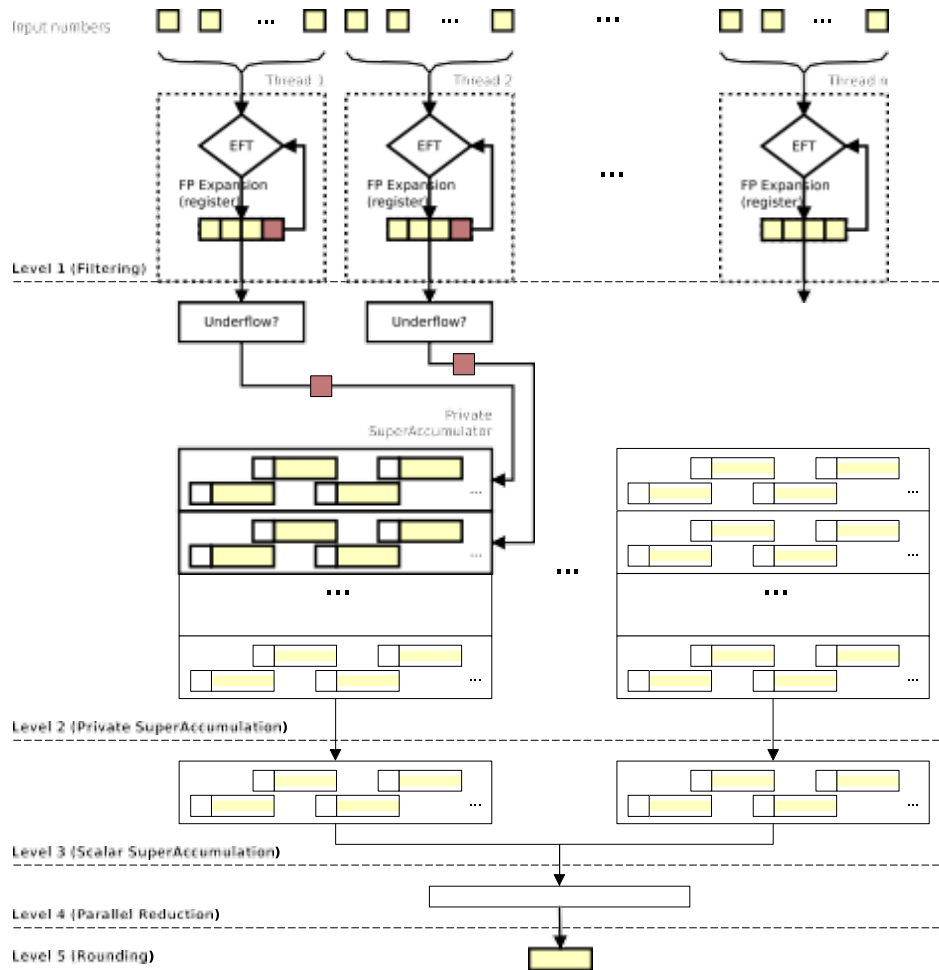 Input numbers
...
...
...
...
Thread 1
Thread 2
Thread n
EFT
EFT
EFT
...
FP Expansion
(register)
FP Expansion
(register)
FP Expansion
(register)
Level 1 (Filtering)
Underflow?
Underflow?
Private
SuperAccumulator
...
...
...
...
...
...
...
...
...
Level 2 (Private SuperAccumulation)
...
...
Level 3 (Scalar SuperAccumulation)
Level 4 (Parallel Reduction)
Level 5 (Rounding)